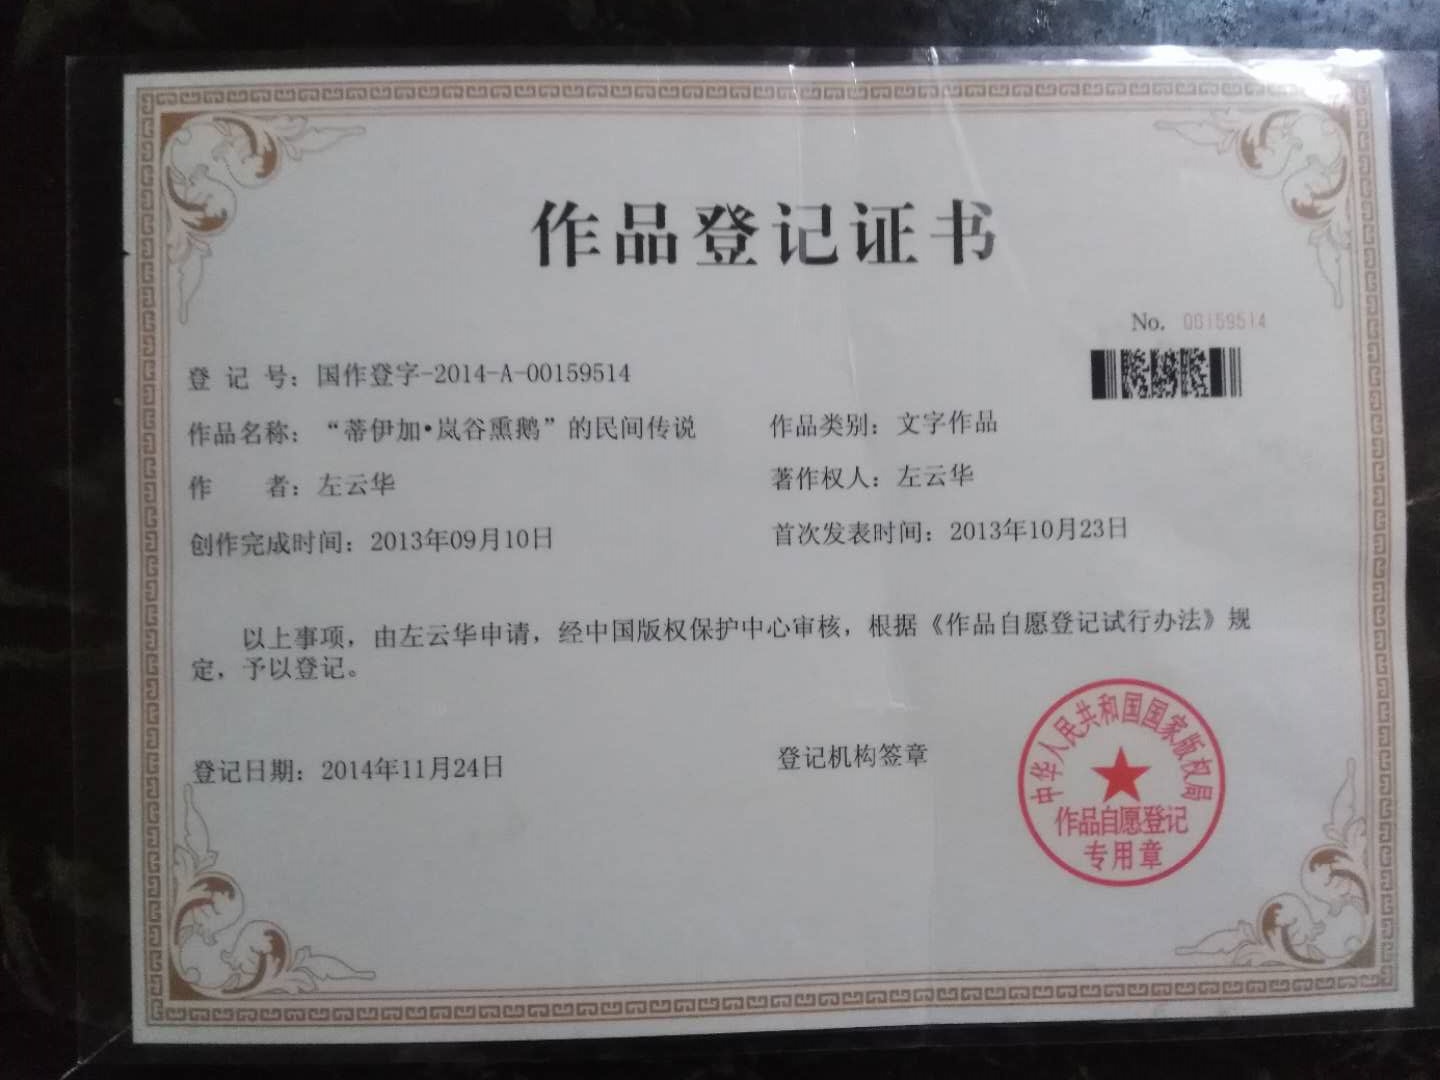 作品登记证书
No. 00159514
登记号：国作登字-2014-A-00159514
作品名称：“蒂伊加•岚谷熏鹅”的民间传说
作品类别：文字作品
作者：左云华
著作权人：左云华
创作完成时间：2013年09月10日
首次发表时间：2013年10月23日
以上事项，由左云华申请，经中国版权保护中心审核，根据《作品自愿登记试行办法》规
定，予以登记。
登记日期：2014年11月24日
登记机构签章
中华人民共和国国家版权局
作品自愿登记
专用章